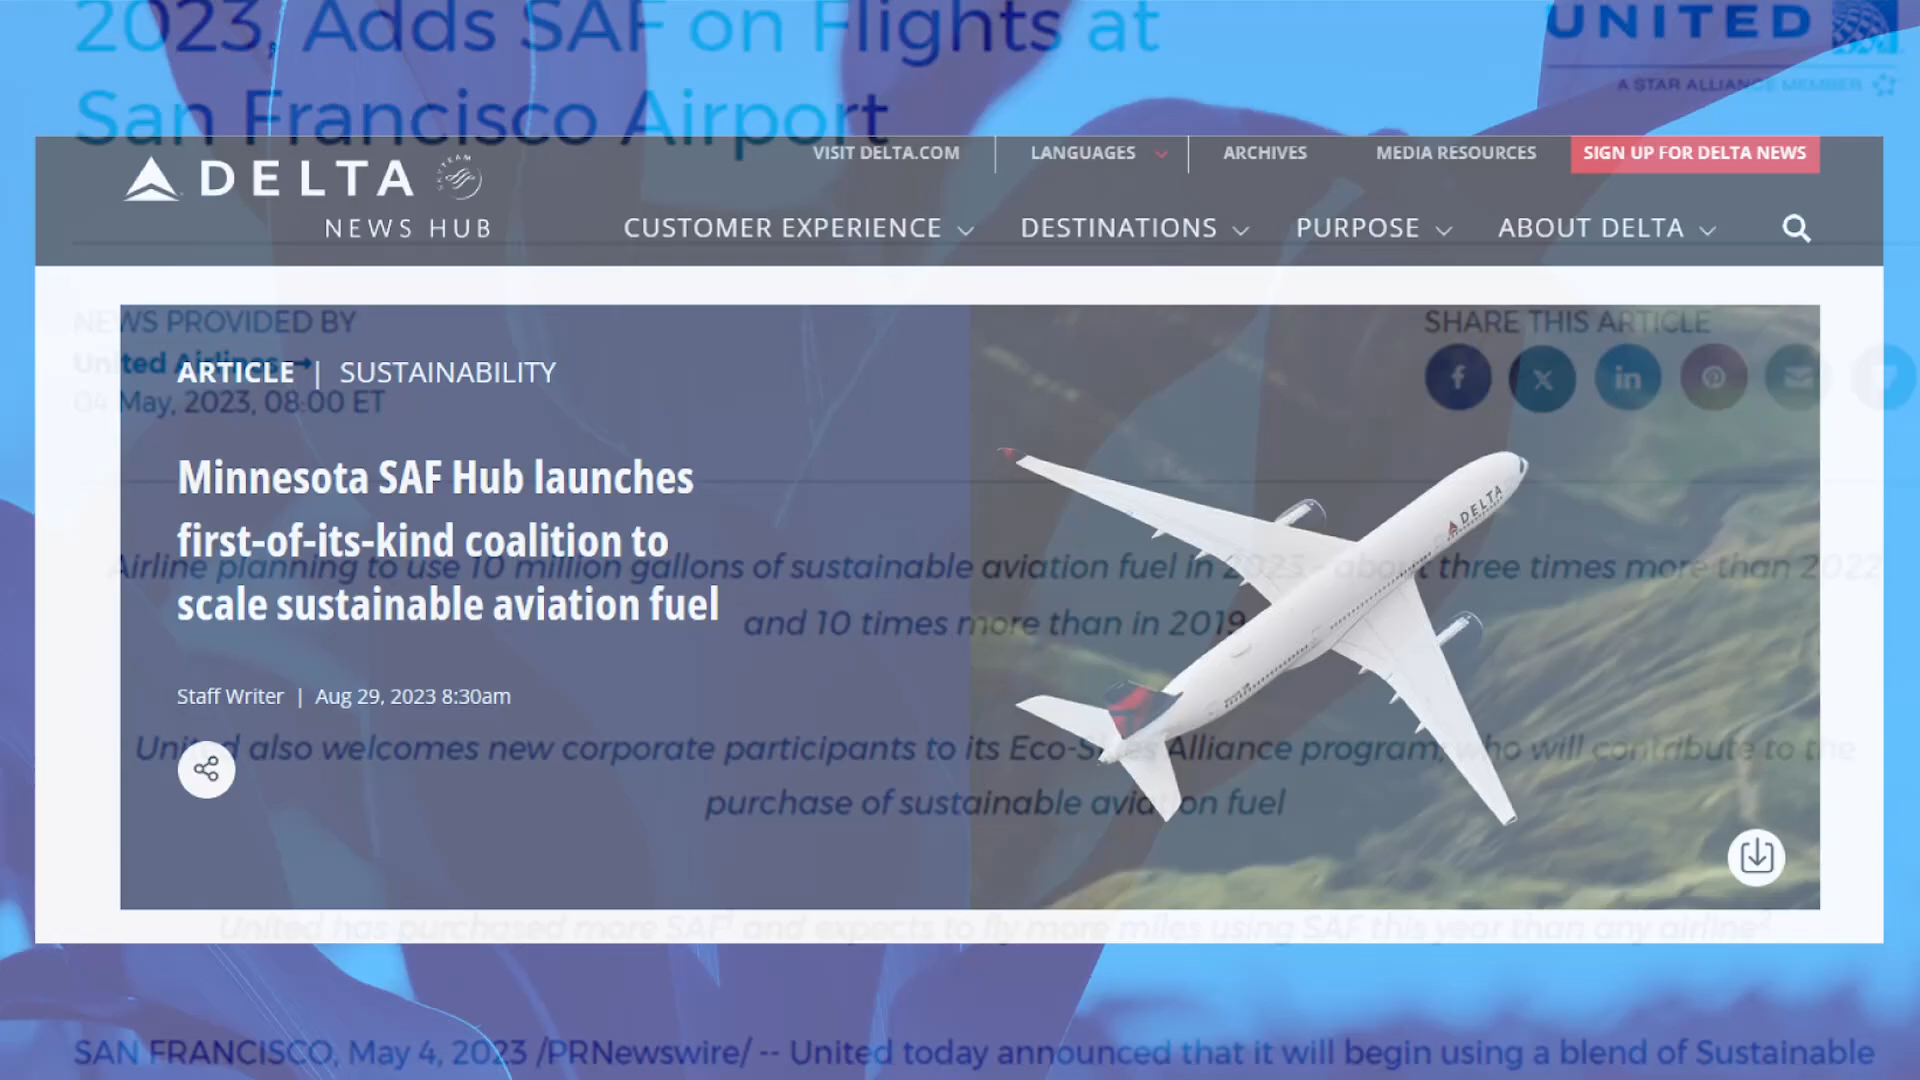 2023, Adds SAF on Flights at
San Francisco Airport
UNITED
A STAR ALLIANCE MEMBER
DELTA
SKYTEAM
NEWS HUB
VISIT DELTA.COM
LANGUAGES
ARCHIVES
MEDIA RESOURCES
SIGN UP FOR DELTA NEWS
CUSTOMER EXPERIENCE
DESTINATIONS
PURPOSE
ABOUT DELTA
NEWS PROVIDED BY
United Airlines →
04 May, 2023, 08:00 ET
SHARE THIS ARTICLE
ARTICLE | SUSTAINABILITY
Minnesota SAF Hub launches
first-of-its-kind coalition to
scale sustainable aviation fuel
Staff Writer | Aug 29, 2023 8:30am
DELTA
Airline planning to use 10 million gallons of sustainable aviation fuel in 2023 - about three times more than 2022
and 10 times more than in 2019
United also welcomes new corporate participants to its Eco-Skies Alliance program, who will contribute to the
purchase of sustainable aviation fuel
United has purchased more SAF¹ and expects to fly more miles using SAF this year than any airline²
SAN FRANCISCO, May 4, 2023 /PRNewswire/ -- United today announced that it will begin using a blend of Sustainable